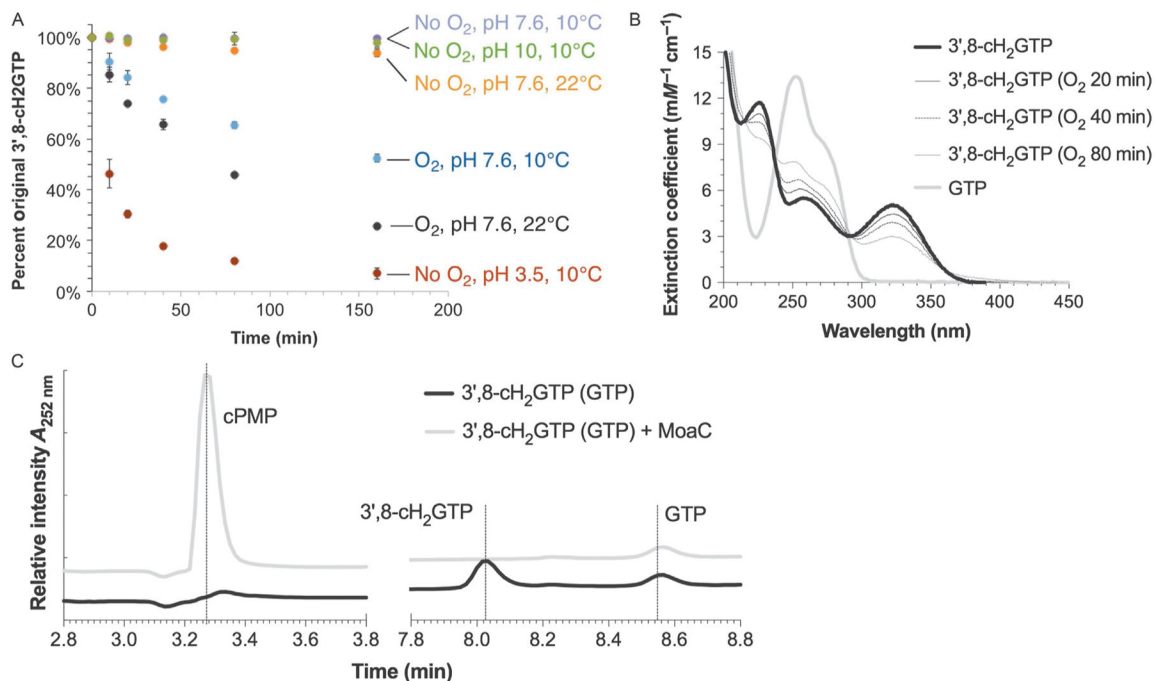 A
Percent original 3',8-cH2GTP
100%
80%
60%
40%
20%
0%
0
50
100
150
200
Time (min)
No O₂, pH 7.6, 10°C
No O₂, pH 10, 10°C
No O₂, pH 7.6, 22°C
O₂, pH 7.6, 10°C
O₂, pH 7.6, 22°C
No O₂, pH 3.5, 10°C
B
Extinction coefficient (mM⁻¹ cm⁻¹)
15
12
9
6
3
0
200
250
300
350
400
450
Wavelength (nm)
3',8-cH₂GTP
3',8-cH₂GTP (O₂ 20 min)
3',8-cH₂GTP (O₂ 40 min)
3',8-cH₂GTP (O₂ 80 min)
GTP
C
Relative intensity A₂₅₂ nm
cPMP
3',8-cH₂GTP (GTP)
3',8-cH₂GTP (GTP) + MoaC
3',8-cH₂GTP
GTP
2.8
3.0
3.2
3.4
3.6
3.8
7.8
8.0
8.2
8.4
8.6
8.8
Time (min)